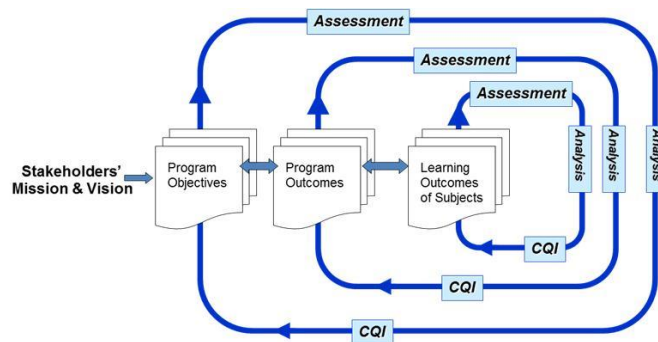 Assessment
Assessment
Assessment
Stakeholders'
Mission & Vision
Program
Objectives
Program
Outcomes
Learning
Outcomes
of Subjects
Analysis
Analysis
Analysis
CQI
CQI
CQI